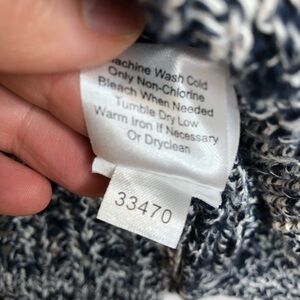 Machine Wash Cold
Only Non-Chlorine
Bleach When Needed
Tumble Dry Low
Warm Iron If Necessary
Or Dryclean
33470